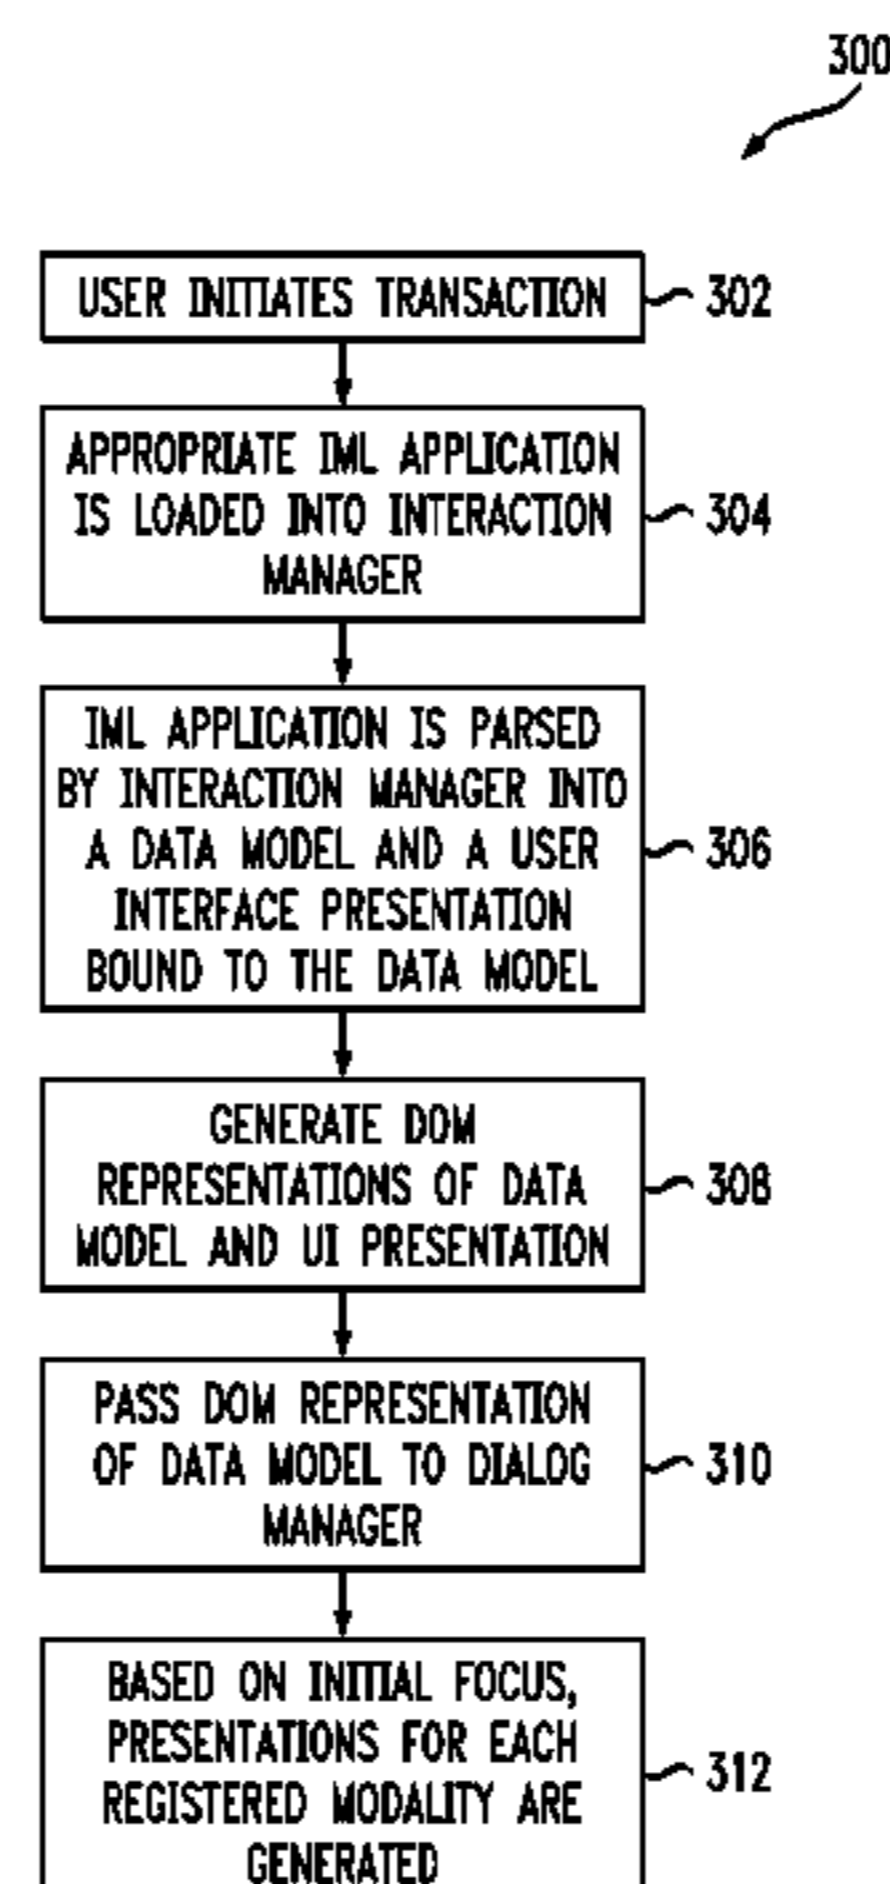 300
USER INITIATES TRANSACTION
302
APPROPRIATE IML APPLICATION
IS LOADED INTO INTERACTION
MANAGER
304
IML APPLICATION IS PARSED
BY INTERACTION MANAGER INTO
A DATA MODEL AND A USER
INTERFACE PRESENTATION
BOUND TO THE DATA MODEL
306
GENERATE DOM
REPRESENTATIONS OF DATA
MODEL AND UI PRESENTATION
308
PASS DOM REPRESENTATION
OF DATA MODEL TO DIALOG
MANAGER
310
BASED ON INITIAL FOCUS,
PRESENTATIONS FOR EACH
REGISTERED MODALITY ARE
GENERATED
312